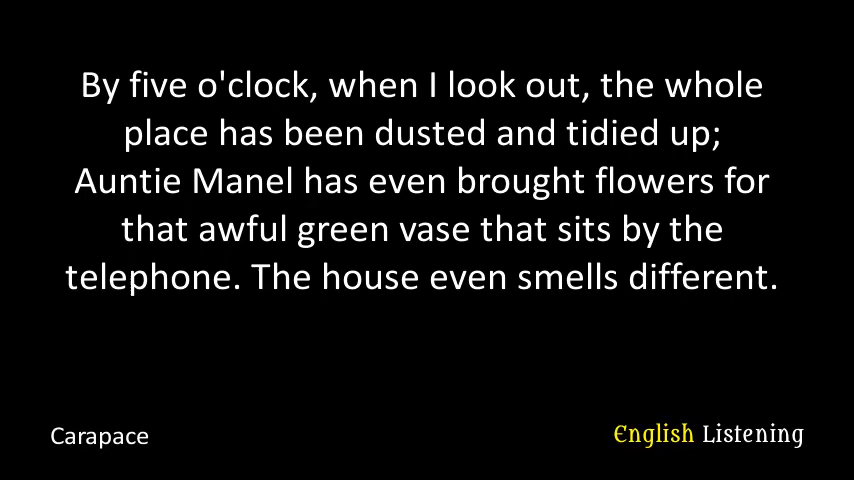 By five o'clock, when I look out, the whole
place has been dusted and tidied up;
Auntie Manel has even brought flowers for
that awful green vase that sits by the
telephone. The house even smells different.
Carapace
English Listening